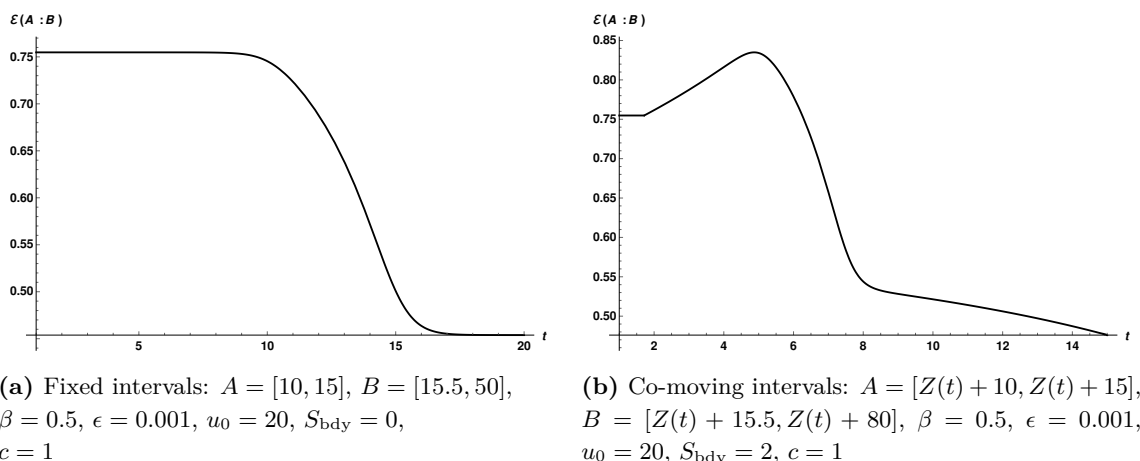 ℰ(A:B)
0.75
0.70
0.65
0.60
0.55
0.50
5
10
15
20
t
ℰ(A:B)
0.85
0.80
0.75
0.70
0.65
0.60
0.55
0.50
2
4
6
8
10
12
14
t
(a) Fixed intervals: A = [10, 15], B = [15.5, 50],
β = 0.5, ϵ = 0.001, u₀ = 20, S_bdy = 0,
c = 1
(b) Co-moving intervals: A = [Z(t) + 10, Z(t) + 15],
B = [Z(t) + 15.5, Z(t) + 80], β = 0.5, ϵ = 0.001,
u₀ = 20, S_bdy = 2, c = 1